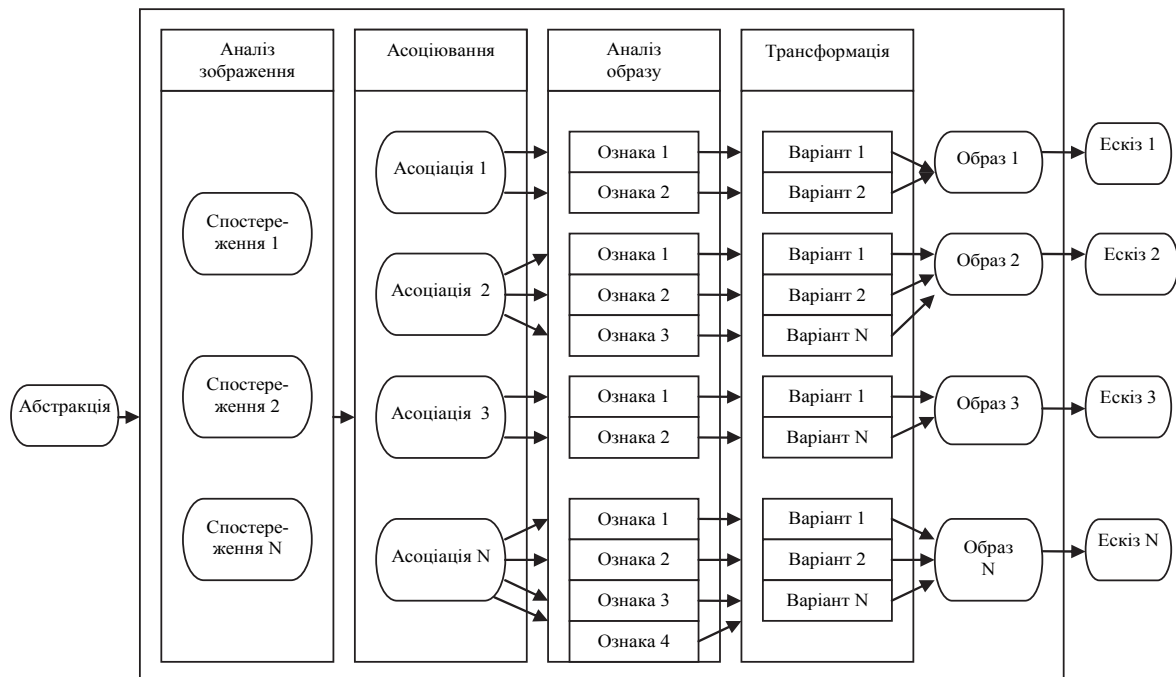 Аналіз
зображення
Асоціювання
Аналіз
образу
Трансформація
Абстракція
Спостере-
ження 1
Спостере-
ження 2
Спостере-
ження N
Асоціація 1
Ознака 1
Ознака 2
Варіант 1
Варіант 2
Образ 1
Ескіз 1
Асоціація 2
Ознака 1
Ознака 2
Ознака 3
Варіант 1
Варіант 2
Варіант N
Образ 2
Ескіз 2
Асоціація 3
Ознака 1
Ознака 2
Варіант 1
Варіант N
Образ 3
Ескіз 3
Асоціація N
Ознака 1
Ознака 2
Ознака 3
Ознака 4
Варіант 1
Варіант 2
Варіант N
Образ
N
Ескіз N